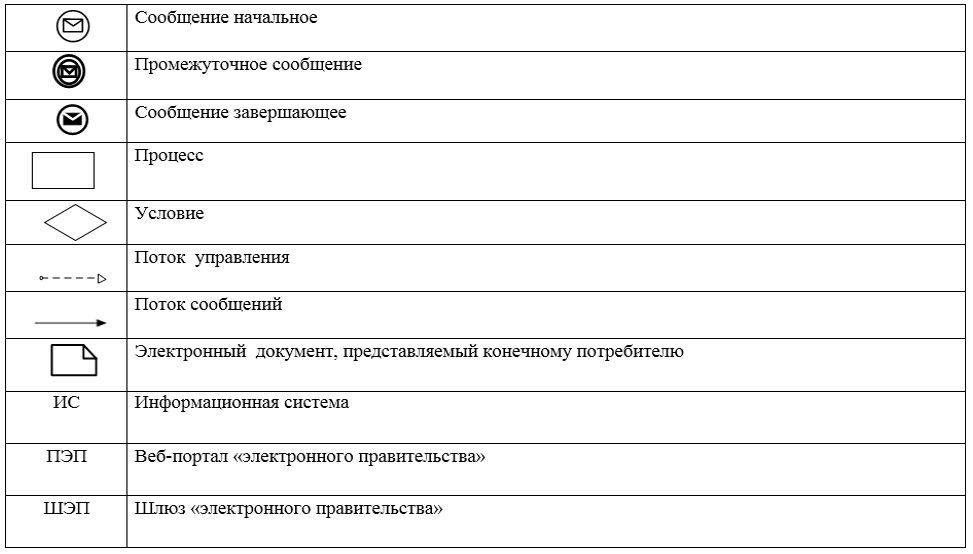 Сообщение начальное
Промежуточное сообщение
Сообщение завершающее
Процесс
Условие
Поток  управления
Поток сообщений
Электронный  документ, представляемый конечному потребителю
ИС Информационная система
ПЭП Веб-портал «электронного правительства»
ШЭП Шлюз «электронного правительства»